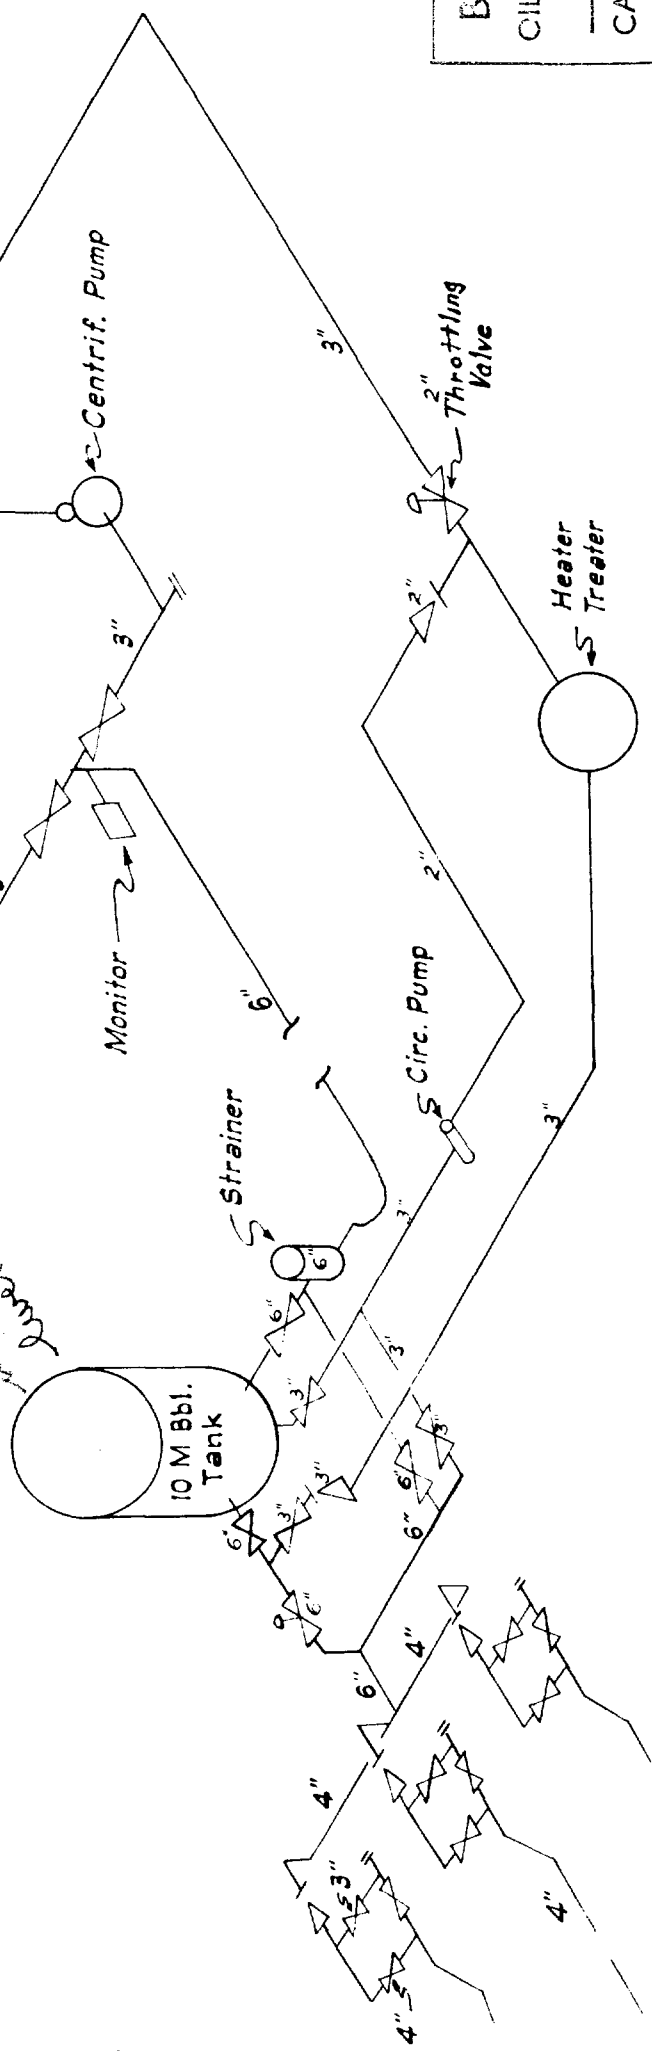 B
OIL
CA
Centrif. Pump
3"
2"
Throttling
Valve
3"
2"
Heater
Treater
Monitor
6"
2"
Circ. Pump
3"
Strainer
6"
6"
3"
3"
3"
10 M Bbl.
Tank
6"
3"
3"
6"
3"
6"
6"
6"
4"
4"
3"
4"
4"